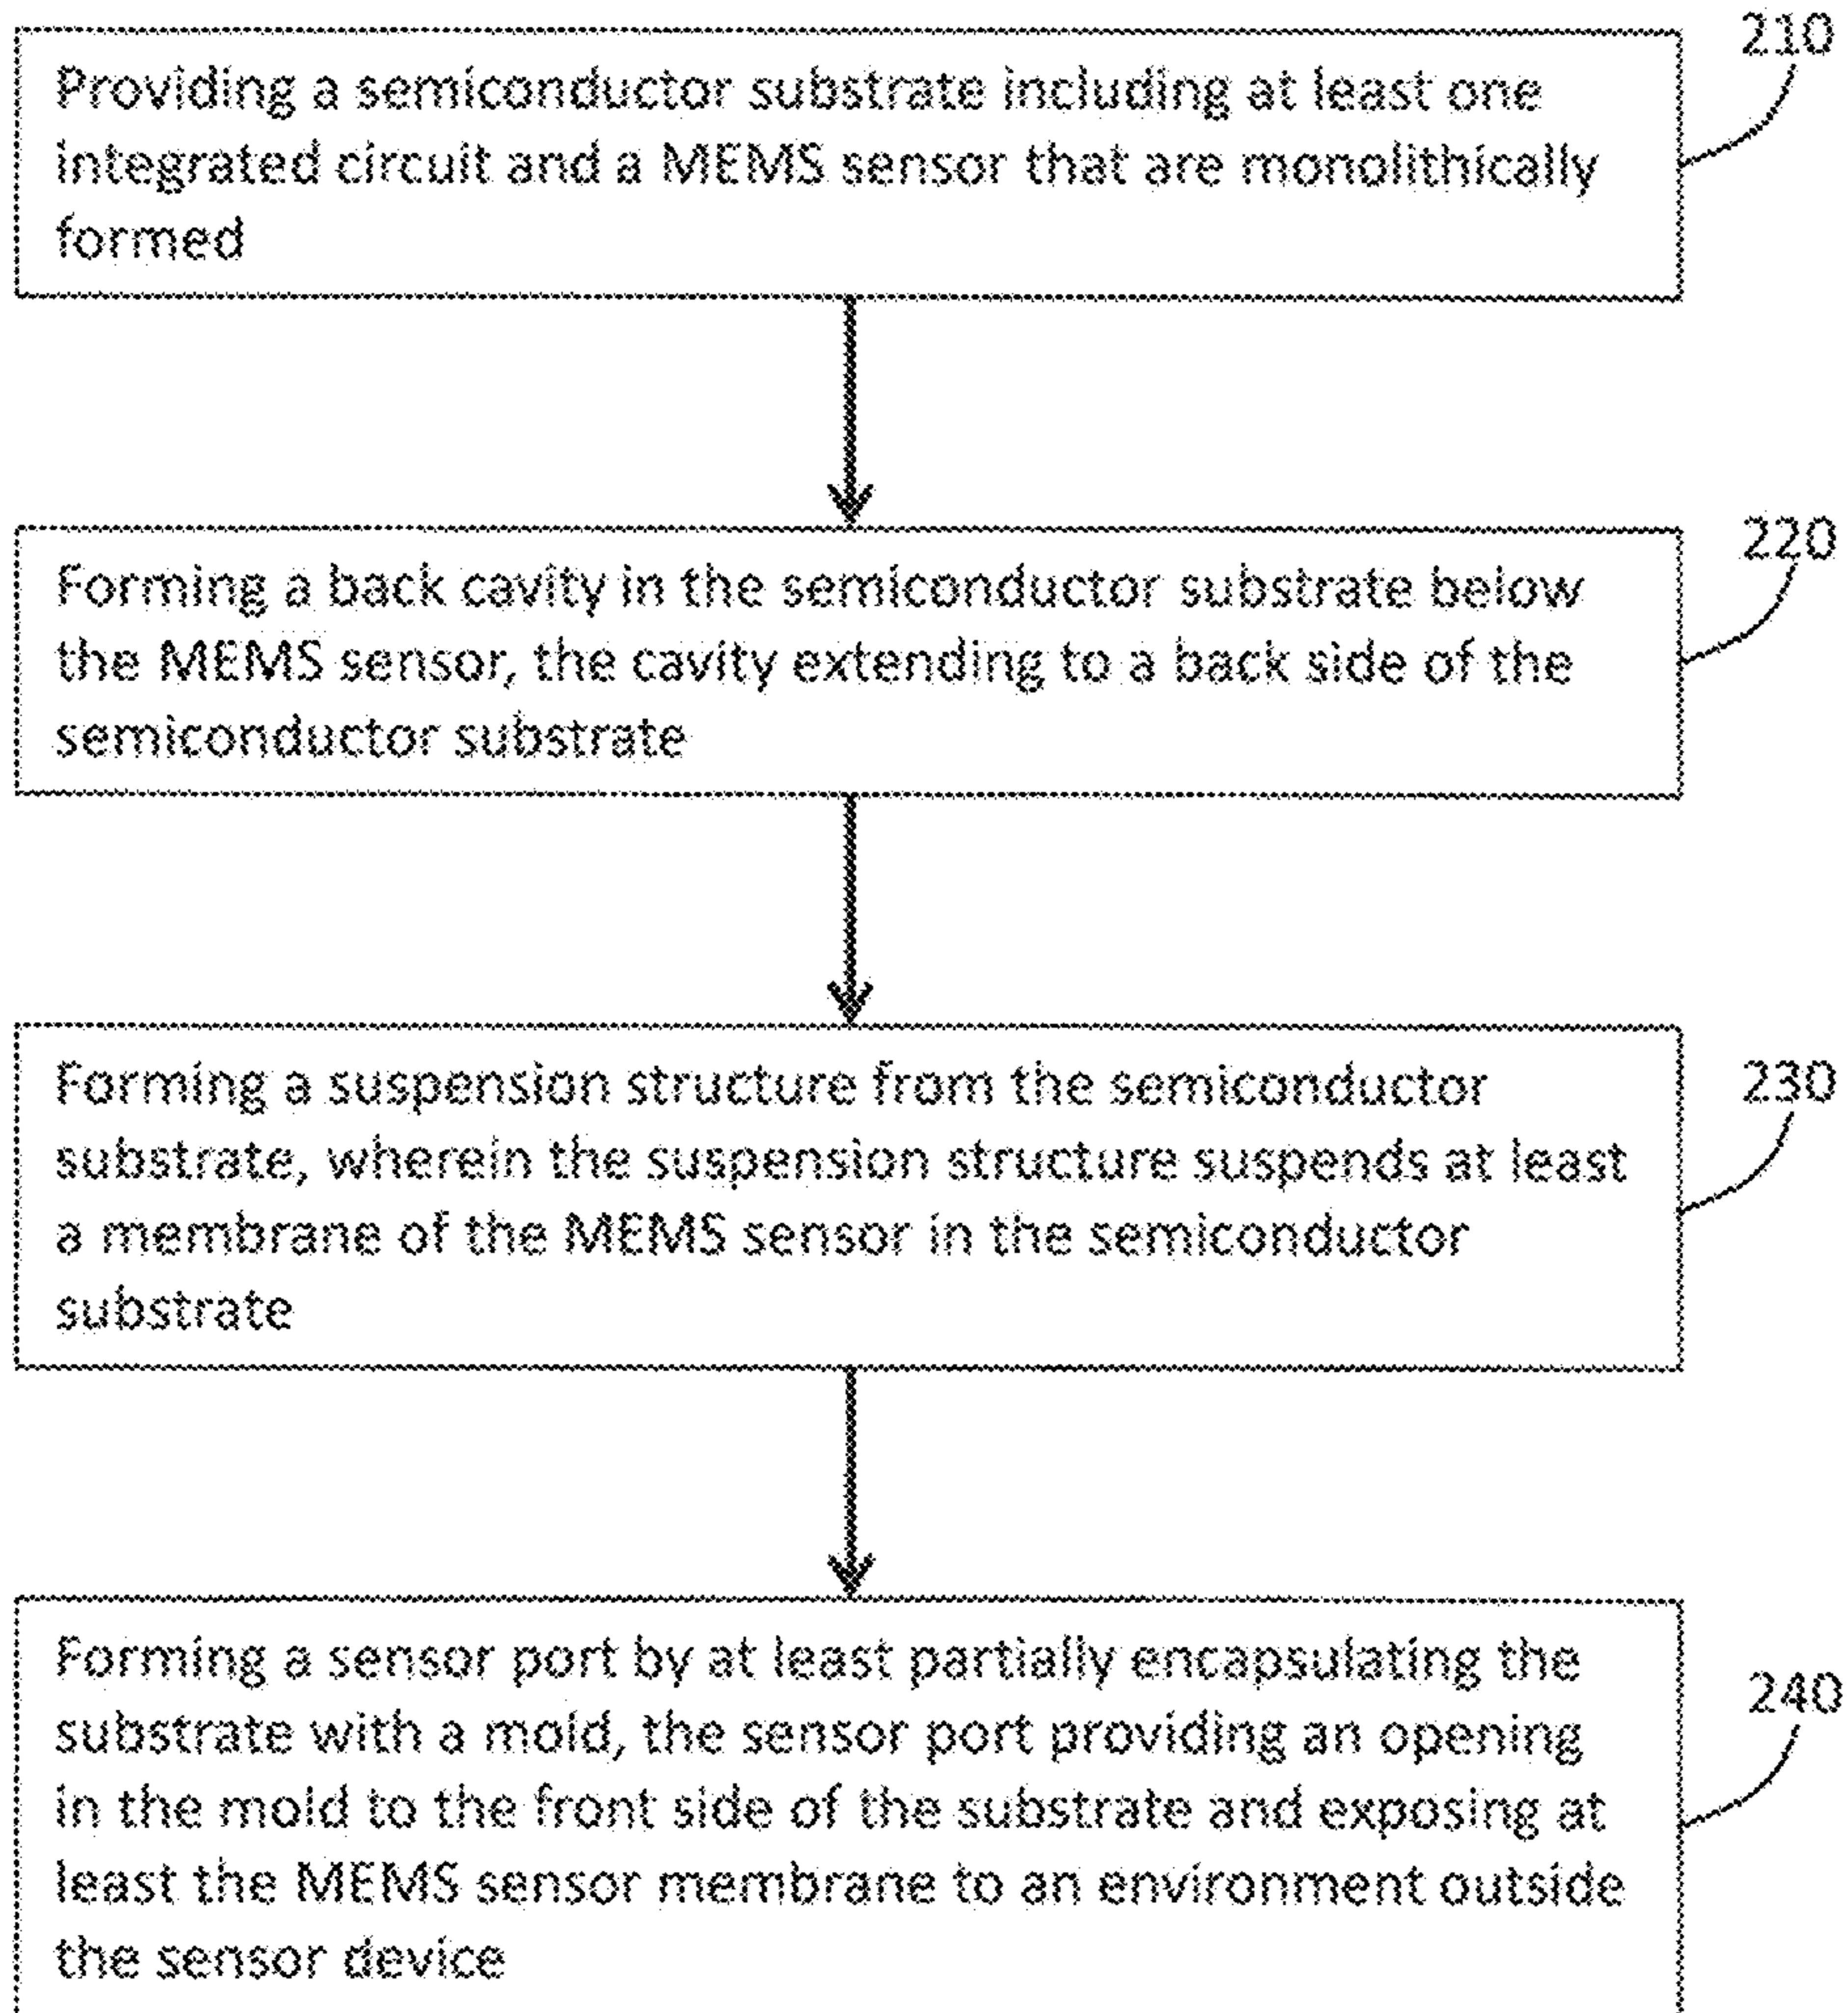 210
Providing a semiconductor substrate including at least one
integrated circuit and a MEMS sensor that are monolithically
formed
220
Forming a back cavity in the semiconductor substrate below
the MEMS sensor, the cavity extending to a back side of the
semiconductor substrate
230
Forming a suspension structure from the semiconductor
substrate, wherein the suspension structure suspends at least
a membrane of the MEMS sensor in the semiconductor
substrate
240
Forming a sensor port by at least partially encapsulating the
substrate with a mold, the sensor port providing an opening
in the mold to the front side of the substrate and exposing at
least the MEMS sensor membrane to an environment outside
the sensor device